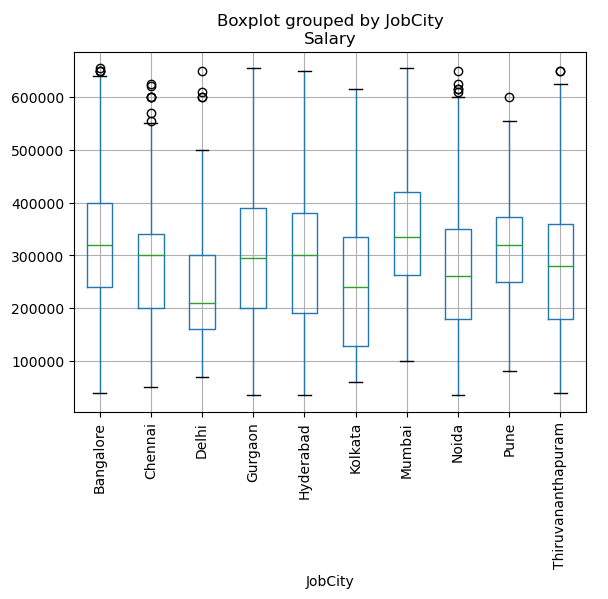 Boxplot grouped by JobCity
Salary
600000
500000
400000
300000
200000
100000
Bangalore
Chennai
Delhi
Gurgaon
Hyderabad
Kolkata
Mumbai
Noida
Pune
Thiruvananthapuram
JobCity